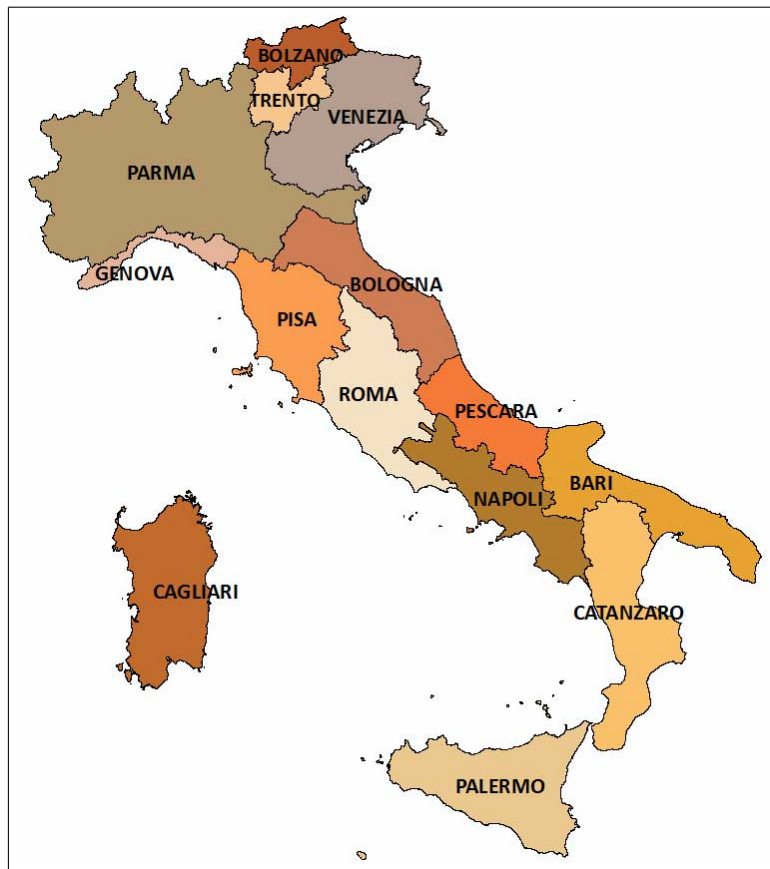 BOLZANO
TRENTO
VENEZIA
PARMA
GENOVA
BOLOGNA
PISA
ROMA
PESCARA
BARI
NAPOLI
CAGLIARI
CATANZARO
PALERMO